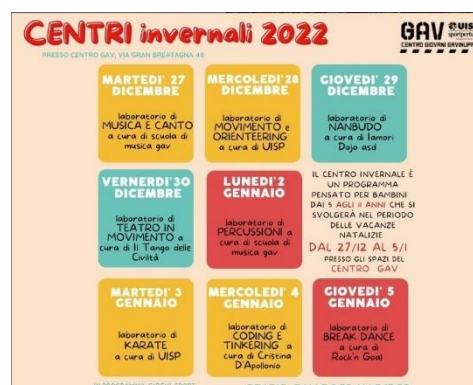 CENTRI invernali 2022
GAV UISP
sportpertutti
CENTRO GIOVANI GAVINUPPIA
PRESSO CENTRO GAV, VIA GRAN BREATAGNA 48
MARTEDI' 27
DICEMBRE
laboratorio di
MUSICA E CANTO
a cura di scuola di
musica gav
MERCOLEDI'28
DICEMBRE
laboratorio di
MOVIMENTO e
ORIENTEERING
a cura di UISP
GIOVEDI' 29
DICEMBRE
laboratorio di
NANBUDO
a cura di Iamori
Dojo asd
VERNERDI'30
DICEMBRE
laboratorio di
TEATRO IN
MOVIMENTO a
cura di Il Tango delle
Civiltà
LUNEDI'2
GENNAIO
laboratorio di
PERCUSSIONI a
cura di scuola di
musica gav
IL CENTRO INVERNALE È
UN PROGRAMMA
PENSATO PER BAMBINI
DAI 5 AGLI 11 ANNI CHE SI
SVOLGERÀ NEL PERIODO
DELLE VACANZE
NATALIZIE
DAL 27/12 AL 5/1
PRESSO GLI SPAZI DEL
CENTRO GAV
MARTEDI' 3
GENNAIO
laboratorio di
KARATE
a cura di UISP
MERCOLEDI' 4
GENNAIO
laboratorio di
CODING E
TINKERING a
cura di Cristina
D'Apollonio
GIOVEDI' 5
GENNAIO
laboratorio di
BREAK DANCE
a cura di
Rock'n Goal